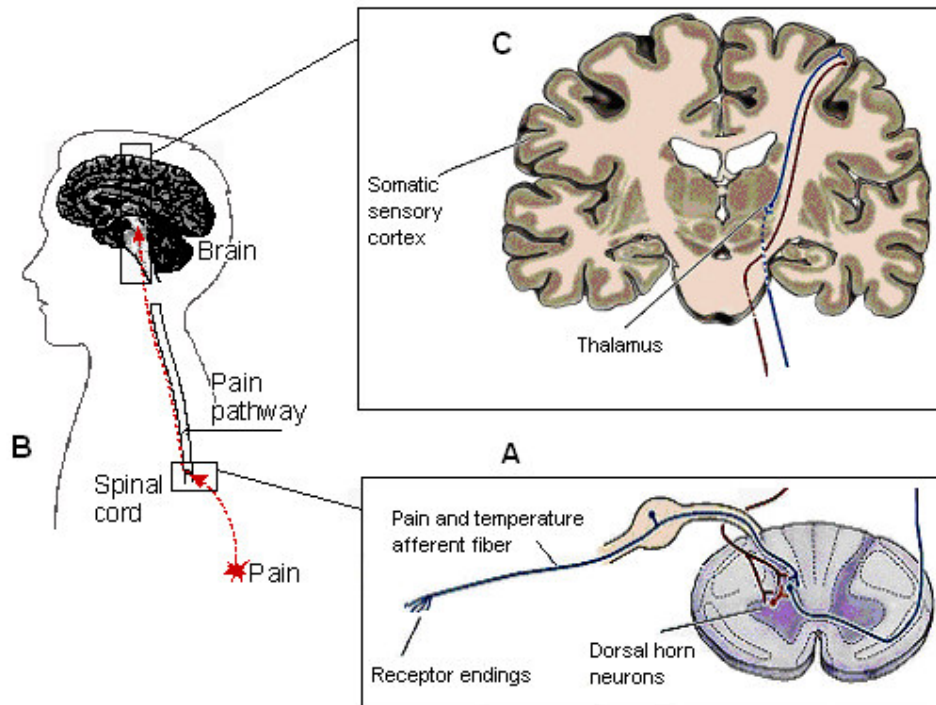 C
Somatic
sensory
cortex
Thalamus
Brain
Pain
pathway
B
Spinal
cord
Pain
A
Pain and temperature
afferent fiber
Receptor endings
Dorsal horn
neurons